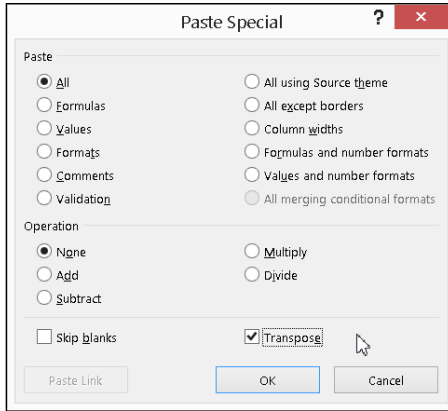 Paste Special ?
Paste
All All using Source theme
Formulas All except borders
Values Column widths
Formats Formulas and number formats
Comments Values and number formats
Validation All merging conditional formats
Operation
None Multiply
Add Divide
Subtract
Skip blanks Transpose
Paste Link OK Cancel